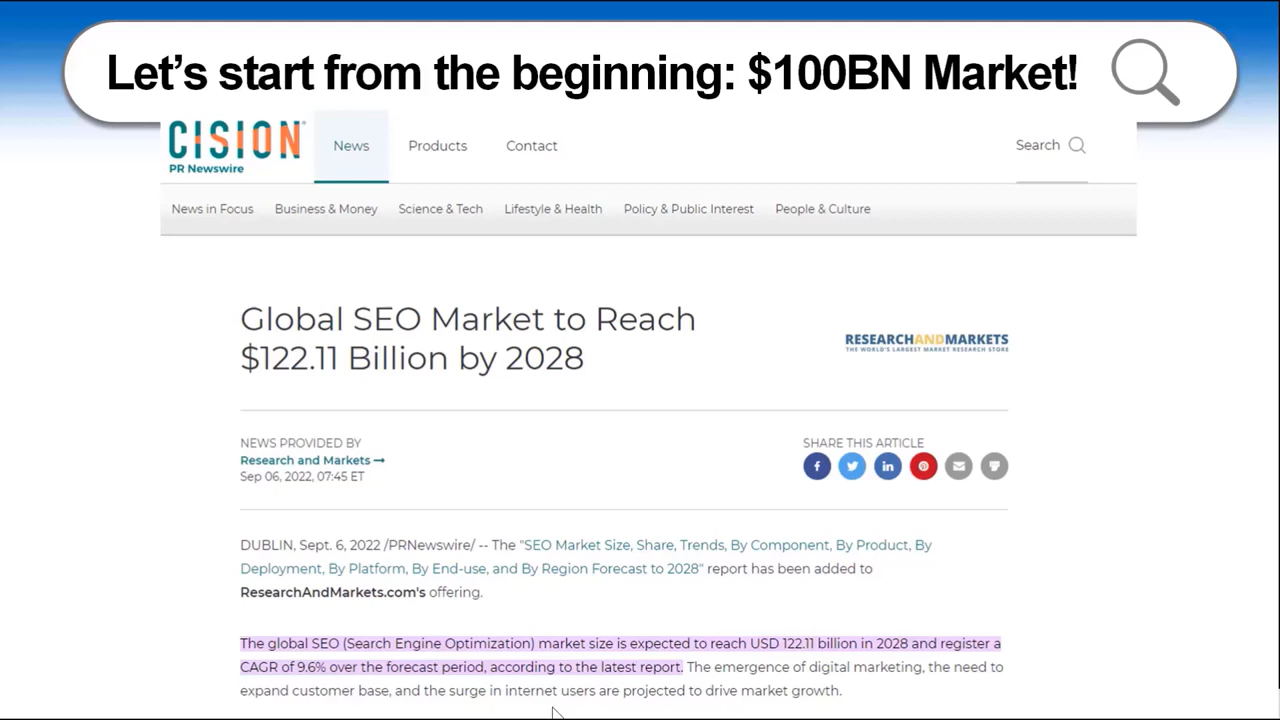 Let's start from the beginning: $100BN Market!
CISION
PR Newswire
News
Products
Contact
Search
News in Focus
Business & Money
Science & Tech
Lifestyle & Health
Policy & Public Interest
People & Culture
Global SEO Market to Reach
$122.11 Billion by 2028
RESEARCHANDMARKETS
THE WORLD'S LARGEST MARKET RESEARCH STORE
NEWS PROVIDED BY
Research and Markets →
Sep 06, 2022, 07:45 ET
SHARE THIS ARTICLE
DUBLIN, Sept. 6, 2022 /PRNewswire/ -- The "SEO Market Size, Share, Trends, By Component, By Product, By
Deployment, By Platform, By End-use, and By Region Forecast to 2028" report has been added to
ResearchAndMarkets.com's offering.
The global SEO (Search Engine Optimization) market size is expected to reach USD 122.11 billion in 2028 and register a
CAGR of 9.6% over the forecast period, according to the latest report. The emergence of digital marketing, the need to
expand customer base, and the surge in internet users are projected to drive market growth.